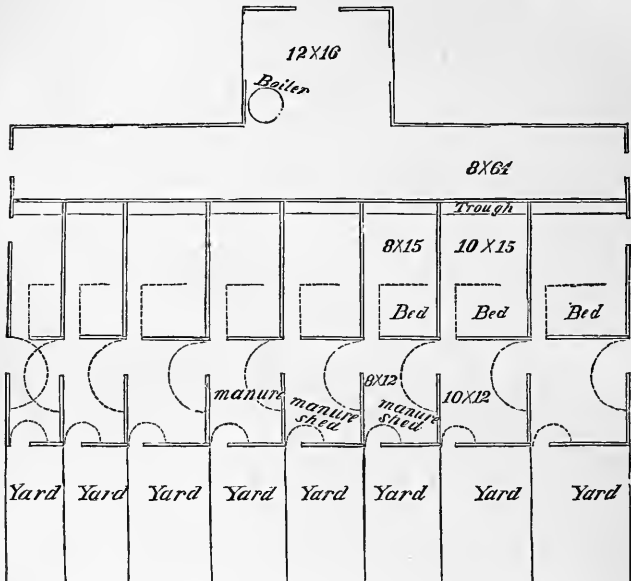 12X16
Boiler
8X64
Trough
8X15
10X15
Bed
Bed
Bed
8X12
manure
manure shed
manure shed
10X12
Yard
Yard
Yard
Yard
Yard
Yard
Yard
Yard